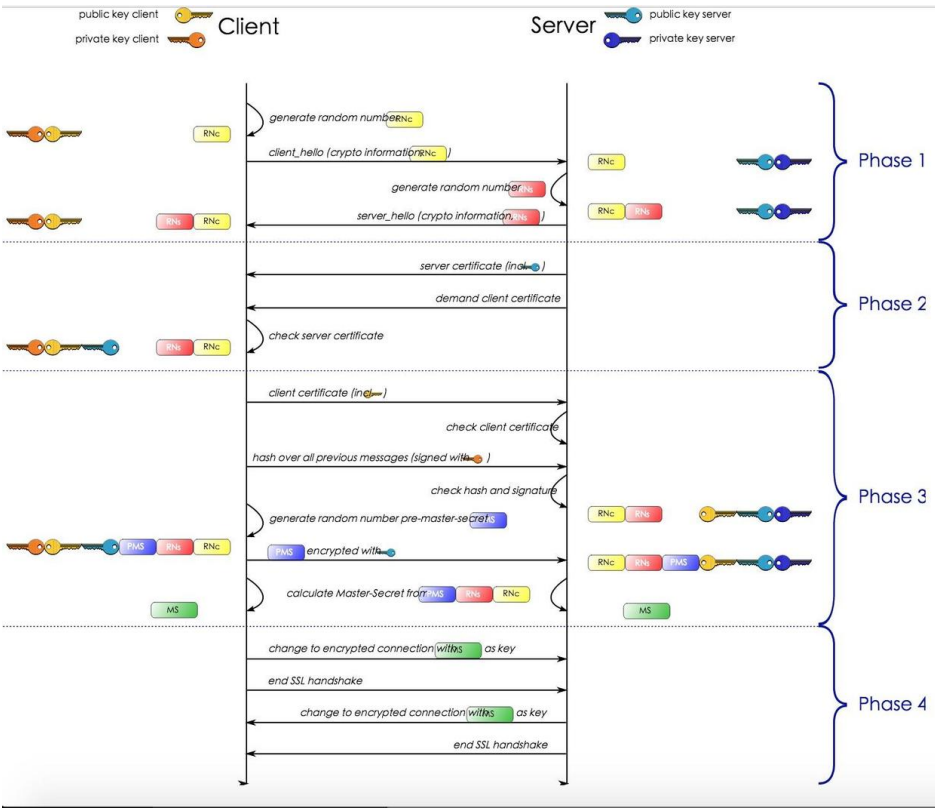 public key client
private key client
Client
Server
public key server
private key server
generate random number RNc
RNc
client_hello (crypto information, RNc )
RNc
Phase 1
generate random number RNs
RNc RNs
server_hello (crypto information, RNs )
RNs RNc
server certificate (incl. )
demand client certificate
Phase 2
check server certificate
RNs RNc
client certificate (incl. )
check client certificate
hash over all previous messages (signed with )
check hash and signature
Phase 3
generate random number pre-master-secret PMS
RNc RNs
PMS RNs RNc
PMS encrypted with
RNc RNs PMS
calculate Master-Secret from PMS RNs RNc
MS
MS
change to encrypted connection with MS as key
end SSL handshake
Phase 4
change to encrypted connection with MS as key
end SSL handshake